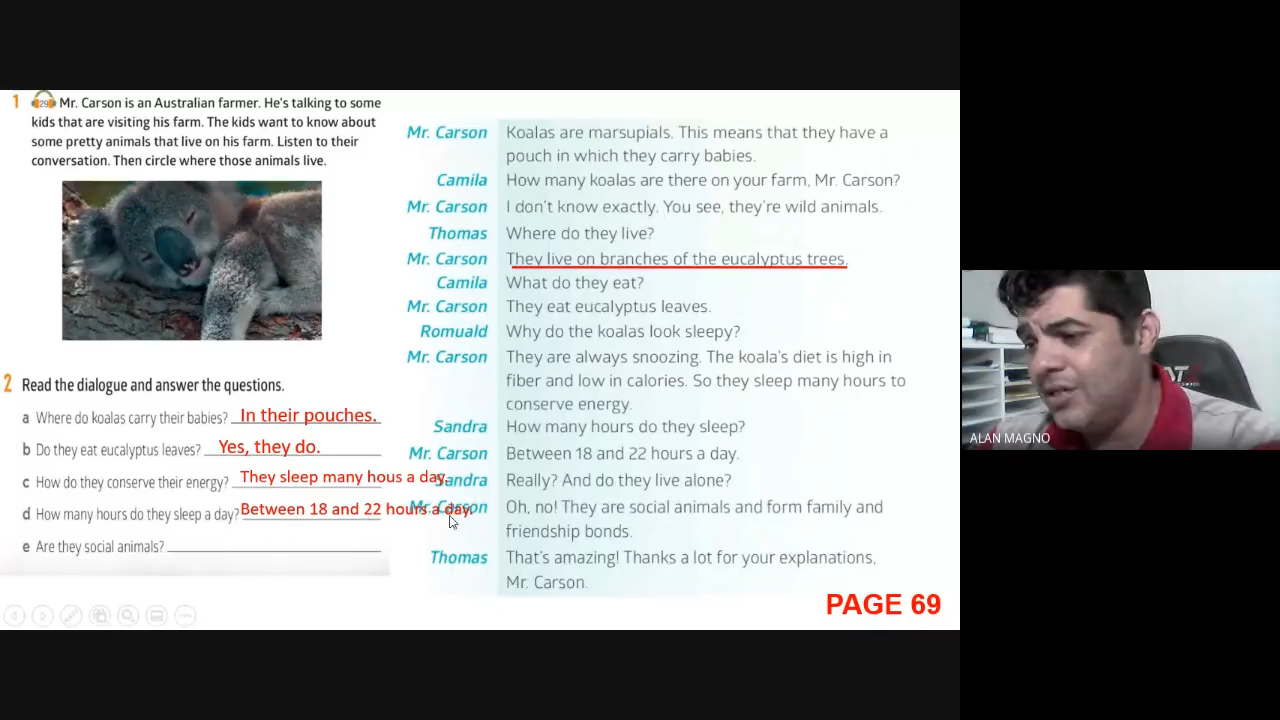 1 29 Mr. Carson is an Australian farmer. He's talking to some
kids that are visiting his farm. The kids want to know about
some pretty animals that live on his farm. Listen to their
conversation. Then circle where those animals live.
2 Read the dialogue and answer the questions.
a Where do koalas carry their babies? In their pouches.
b Do they eat eucalyptus leaves? Yes, they do.
c How do they conserve their energy? They sleep many hous a day.
d How many hours do they sleep a day? Between 18 and 22 hours a day.
e Are they social animals?
Mr. Carson Koalas are marsupials. This means that they have a
pouch in which they carry babies.
Camila How many koalas are there on your farm, Mr. Carson?
Mr. Carson I don't know exactly. You see, they're wild animals.
Thomas Where do they live?
Mr. Carson They live on branches of the eucalyptus trees.
Camila What do they eat?
Mr. Carson They eat eucalyptus leaves.
Romuald Why do the koalas look sleepy?
Mr. Carson They are always snoozing. The koala's diet is high in
fiber and low in calories. So they sleep many hours to
conserve energy.
Sandra How many hours do they sleep?
Mr. Carson Between 18 and 22 hours a day.
Sandra Really? And do they live alone?
Mr. Carson Oh, no! They are social animals and form family and
friendship bonds.
Thomas That's amazing! Thanks a lot for your explanations,
Mr. Carson.
PAGE 69
ALAN MAGNO